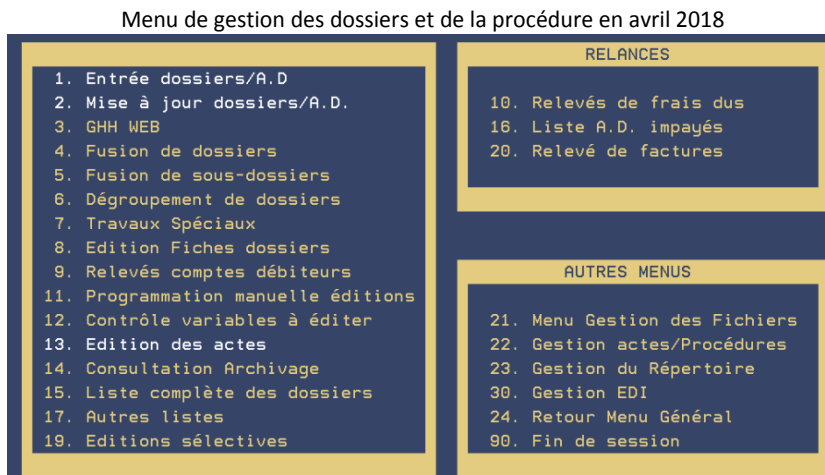 Menu de gestion des dossiers et de la procédure en avril 2018
1. Entrée dossiers/A.D
2. Mise à jour dossiers/A.D.
3. GHH WEB
4. Fusion de dossiers
5. Fusion de sous-dossiers
6. Dégroupement de dossiers
7. Travaux Spéciaux
8. Edition Fiches dossiers
9. Relevés comptes débiteurs
11. Programmation manuelle éditions
12. Contrôle variables à éditer
13. Edition des actes
14. Consultation Archivage
15. Liste complète des dossiers
17. Autres listes
19. Editions sélectives
RELANCES
10. Relevés de frais dus
16. Liste A.D. impayés
20. Relevé de factures
AUTRES MENUS
21. Menu Gestion des Fichiers
22. Gestion actes/Procédures
23. Gestion du Répertoire
30. Gestion EDI
24. Retour Menu Général
90. Fin de session